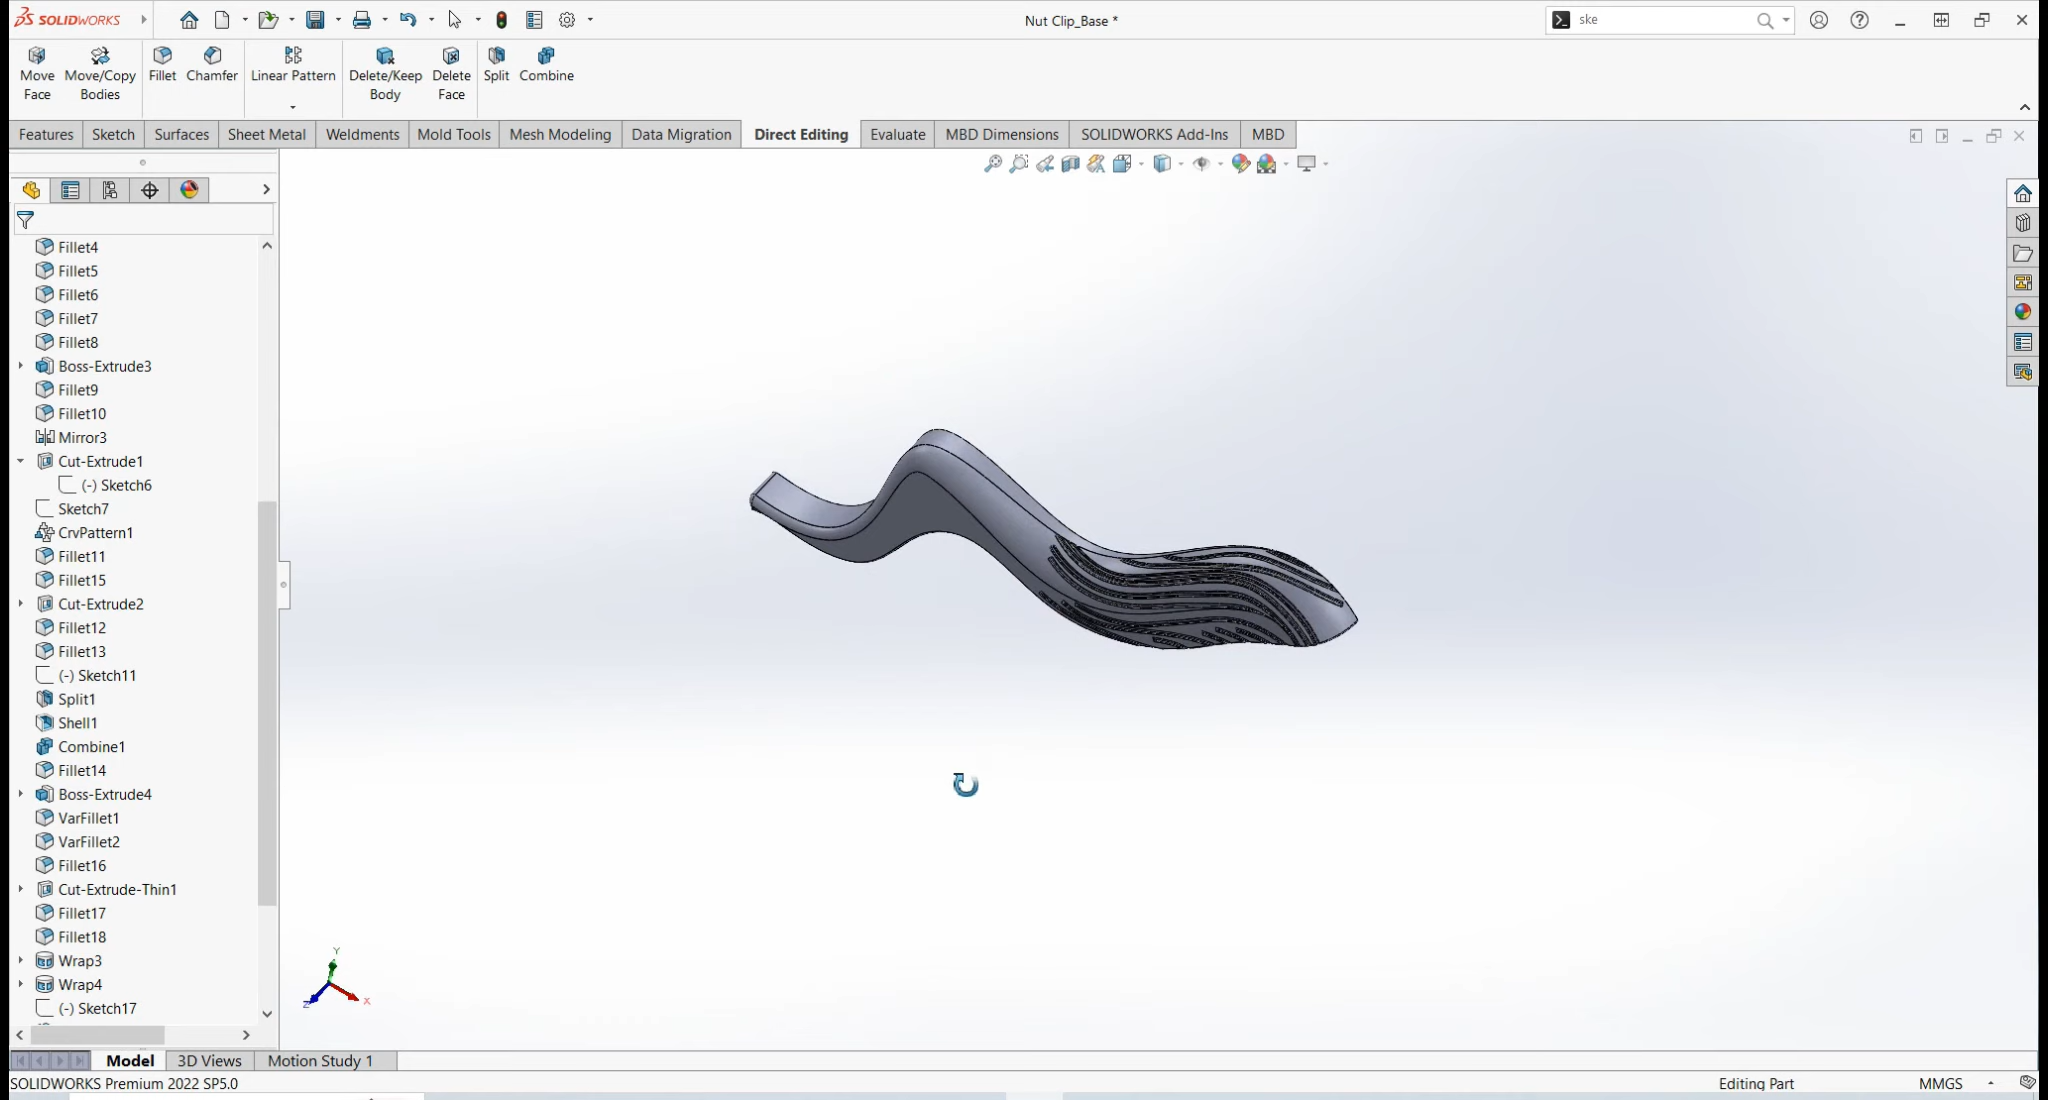 SOLIDWORKS
Nut Clip_Base *
ske
Move Face
Move/Copy Bodies
Fillet
Chamfer
Linear Pattern
Delete/Keep Body
Delete Face
Split
Combine
Features
Sketch
Surfaces
Sheet Metal
Weldments
Mold Tools
Mesh Modeling
Data Migration
Direct Editing
Evaluate
MBD Dimensions
SOLIDWORKS Add-Ins
MBD
Fillet4
Fillet5
Fillet6
Fillet7
Fillet8
Boss-Extrude3
Fillet9
Fillet10
Mirror3
Cut-Extrude1
(-) Sketch6
Sketch7
CrvPattern1
Fillet11
Fillet15
Cut-Extrude2
Fillet12
Fillet13
(-) Sketch11
Split1
Shell1
Combine1
Fillet14
Boss-Extrude4
VarFillet1
VarFillet2
Fillet16
Cut-Extrude-Thin1
Fillet17
Fillet18
Wrap3
Wrap4
(-) Sketch17
Y
X
Z
Model
3D Views
Motion Study 1
SOLIDWORKS Premium 2022 SP5.0
Editing Part
MMGS